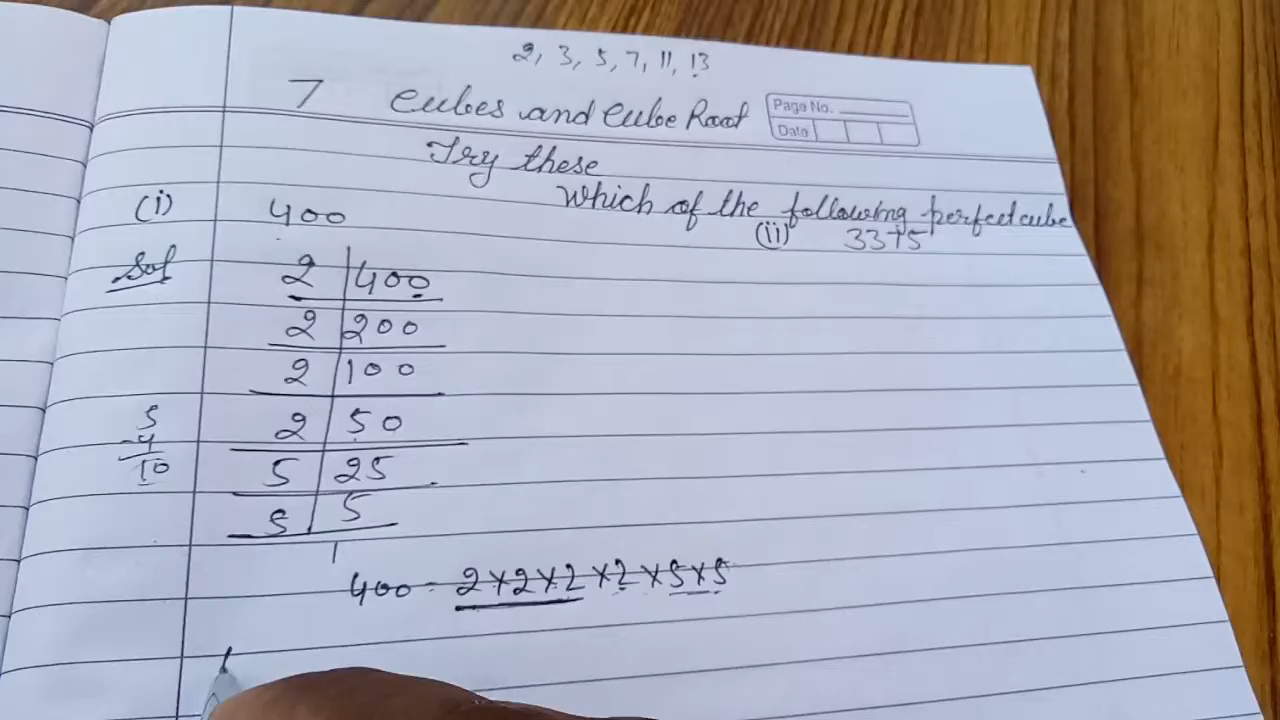 2, 3, 5, 7, 11, 13
7 Cubes and Cube Root
Page No.
Date
Try these
Which of the following perfect cube
(i) 400
(ii) 3375
Sol
2 | 400
2 | 200
2 | 100
2 | 50
5 | 25
5 | 5
1
5
-4
10
400 = 2×2×2×2×5×5